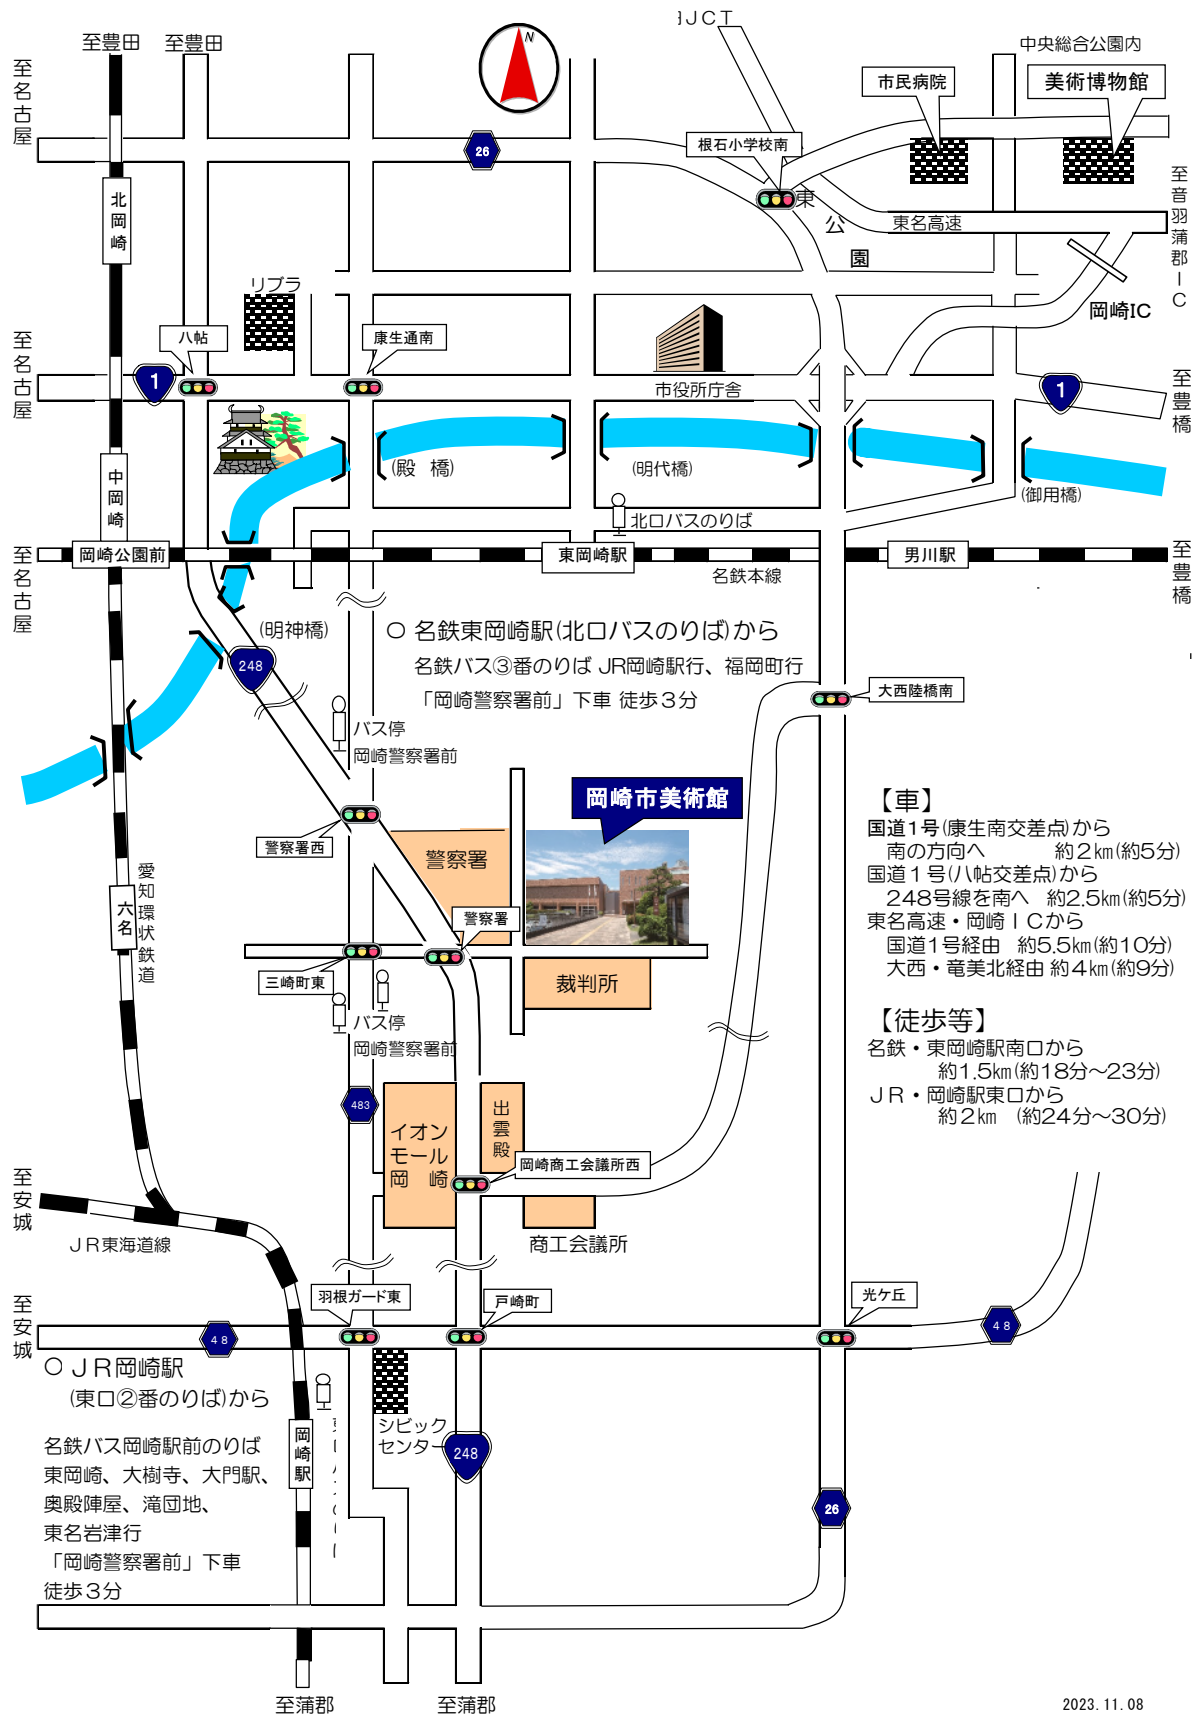 至豊田
至豊田
JCT
中央総合公園内
至名古屋
N
市民病院
美術博物館
26
根石小学校南
北岡崎
東公園
東名高速
至音羽蒲郡IC
リブラ
岡崎IC
八帖
康生通南
至名古屋
1
市役所庁舎
1
至豊橋
中岡崎
(殿 橋)
(明代橋)
(御用橋)
北口バスのりば
至名古屋
岡崎公園前
東岡崎駅
男川駅
至豊橋
名鉄本線
(明神橋)
248
○ 名鉄東岡崎駅(北口バスのりば)から
名鉄バス③番のりば JR岡崎駅行、福岡町行
「岡崎警察署前」下車 徒歩3分
大西陸橋南
バス停
岡崎警察署前
岡崎市美術館
警察署西
警察署
愛知環状鉄道
六名
警察署
三崎町東
裁判所
バス停
岡崎警察署前
【車】
国道1号(康生南交差点)から
南の方向へ 約2km(約5分)
国道1号(八帖交差点)から
248号線を南へ 約2.5km(約5分)
東名高速・岡崎ICから
国道1号経由 約5.5km(約10分)
大西・竜美北経由 約4km(約9分)
【徒歩等】
名鉄・東岡崎駅南口から
約1.5km(約18分～23分)
JR・岡崎駅東口から
約2km (約24分～30分)
483
イオン
モール
岡 崎
出雲殿
岡崎商工会議所西
至安城
JR東海道線
商工会議所
至安城
羽根ガード東
戸崎町
光ケ丘
48
48
○ JR岡崎駅
(東口②番のりば)から
名鉄バス岡崎駅前のりば
東岡崎、大樹寺、大門駅、
奥殿陣屋、滝団地、
東名岩津行
「岡崎警察署前」下車
徒歩3分
岡崎駅
シビック
センター
248
26
至蒲郡
至蒲郡
2023.11.08